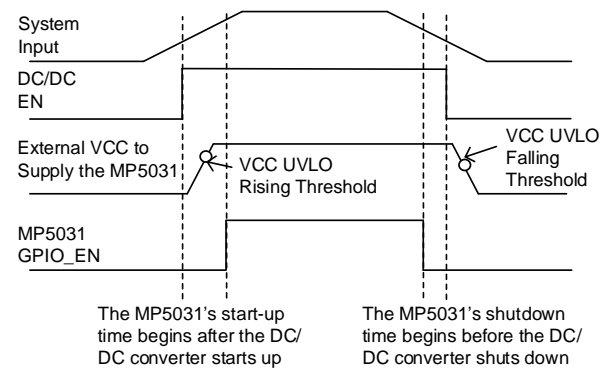 System
Input
DC/DC
EN
External VCC to
Supply the MP5031
VCC UVLO
Rising Threshold
VCC UVLO
Falling
Threshold
MP5031
GPIO_EN
The MP5031's start-up
time begins after the DC/
DC converter starts up
The MP5031's shutdown
time begins before the DC/
DC converter shuts down